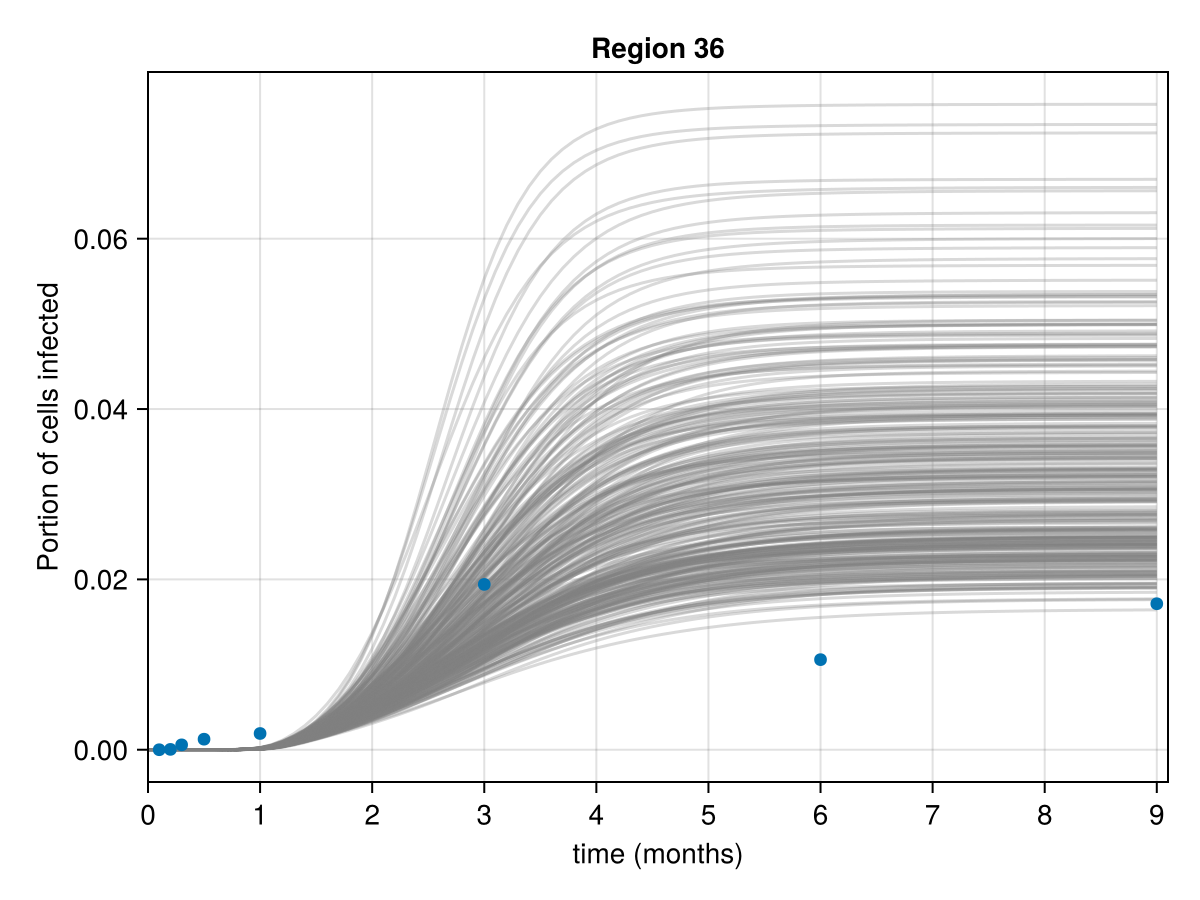 Region 36
Portion of cells infected
0.06
0.04
0.02
0.00
0 1 2 3 4 5 6 7 8 9
time (months)